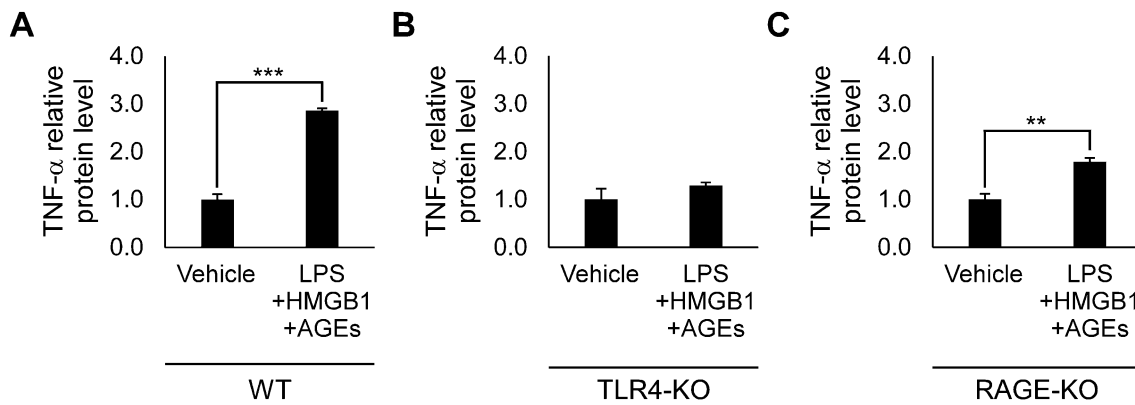 A
TNF-α relative
protein level
4.0
3.0
2.0
1.0
0.0
***
Vehicle
LPS
+HMGB1
+AGEs
WT
B
TNF-α relative
protein level
4.0
3.0
2.0
1.0
0.0
Vehicle
LPS
+HMGB1
+AGEs
TLR4-KO
C
TNF-α relative
protein level
4.0
3.0
2.0
1.0
0.0
**
Vehicle
LPS
+HMGB1
+AGEs
RAGE-KO